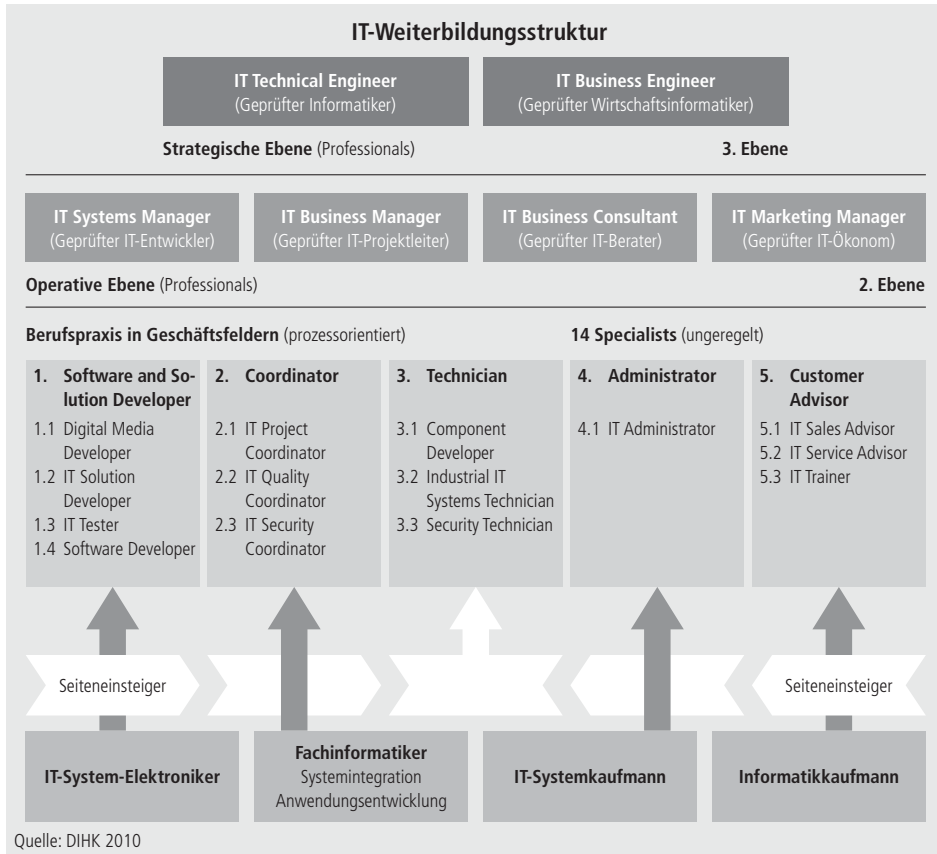 IT-Weiterbildungsstruktur
IT Technical Engineer
(Geprüfter Informatiker)
IT Business Engineer
(Geprüfter Wirtschaftsinformatiker)
Strategische Ebene (Professionals)
3. Ebene
IT Systems Manager
(Geprüfter IT-Entwickler)
IT Business Manager
(Geprüfter IT-Projektleiter)
IT Business Consultant
(Geprüfter IT-Berater)
IT Marketing Manager
(Geprüfter IT-Ökonom)
Operative Ebene (Professionals)
2. Ebene
Berufspraxis in Geschäftsfeldern (prozessorientiert)
14 Specialists (ungeregelt)
1. Software and So-
lution Developer
1.1 Digital Media
Developer
1.2 IT Solution
Developer
1.3 IT Tester
1.4 Software Developer
2. Coordinator
2.1 IT Project
Coordinator
2.2 IT Quality
Coordinator
2.3 IT Security
Coordinator
3. Technician
3.1 Component
Developer
3.2 Industrial IT
Systems Technician
3.3 Security Technician
4. Administrator
4.1 IT Administrator
5. Customer
Advisor
5.1 IT Sales Advisor
5.2 IT Service Advisor
5.3 IT Trainer
Seiteneinsteiger
Seiteneinsteiger
IT-System-Elektroniker
Fachinformatiker
Systemintegration
Anwendungsentwicklung
IT-Systemkaufmann
Informatikkaufmann
Quelle: DIHK 2010